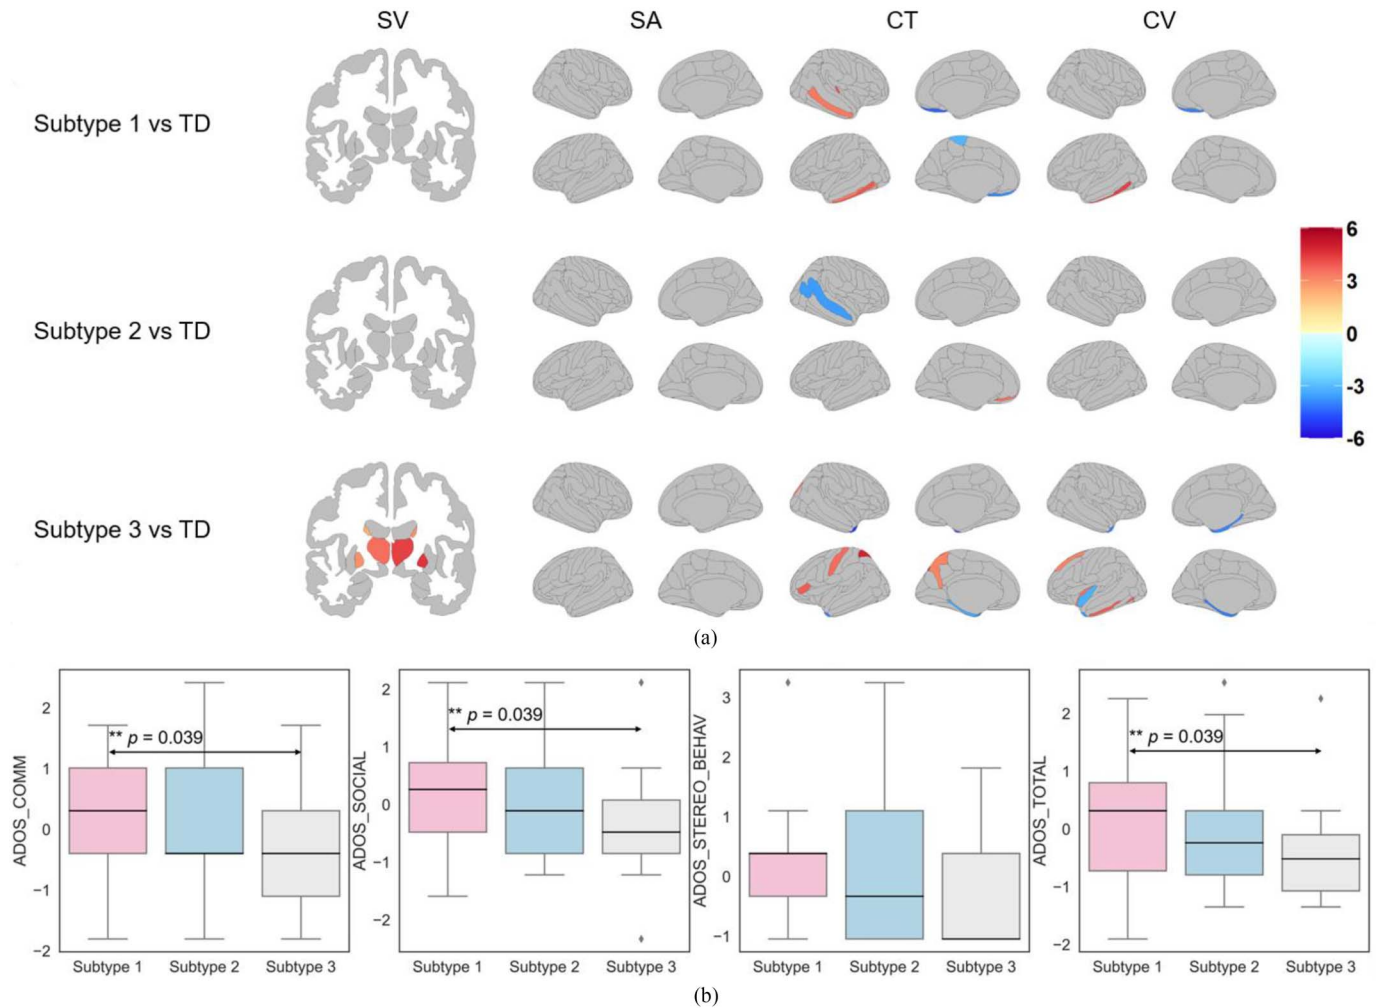 SV SA CT CV
Subtype 1 vs TD
Subtype 2 vs TD
Subtype 3 vs TD
6
3
0
-3
-6
(a)
ADOS_COMM
2
1
0
−1
−2
** p = 0.039
Subtype 1 Subtype 2 Subtype 3
ADOS_SOCIAL
2
1
0
−1
−2
** p = 0.039
Subtype 1 Subtype 2 Subtype 3
ADOS_STEREO_BEHAV
3
2
1
0
−1
Subtype 1 Subtype 2 Subtype 3
ADOS_TOTAL
2
1
0
−1
−2
** p = 0.039
Subtype 1 Subtype 2 Subtype 3
(b)